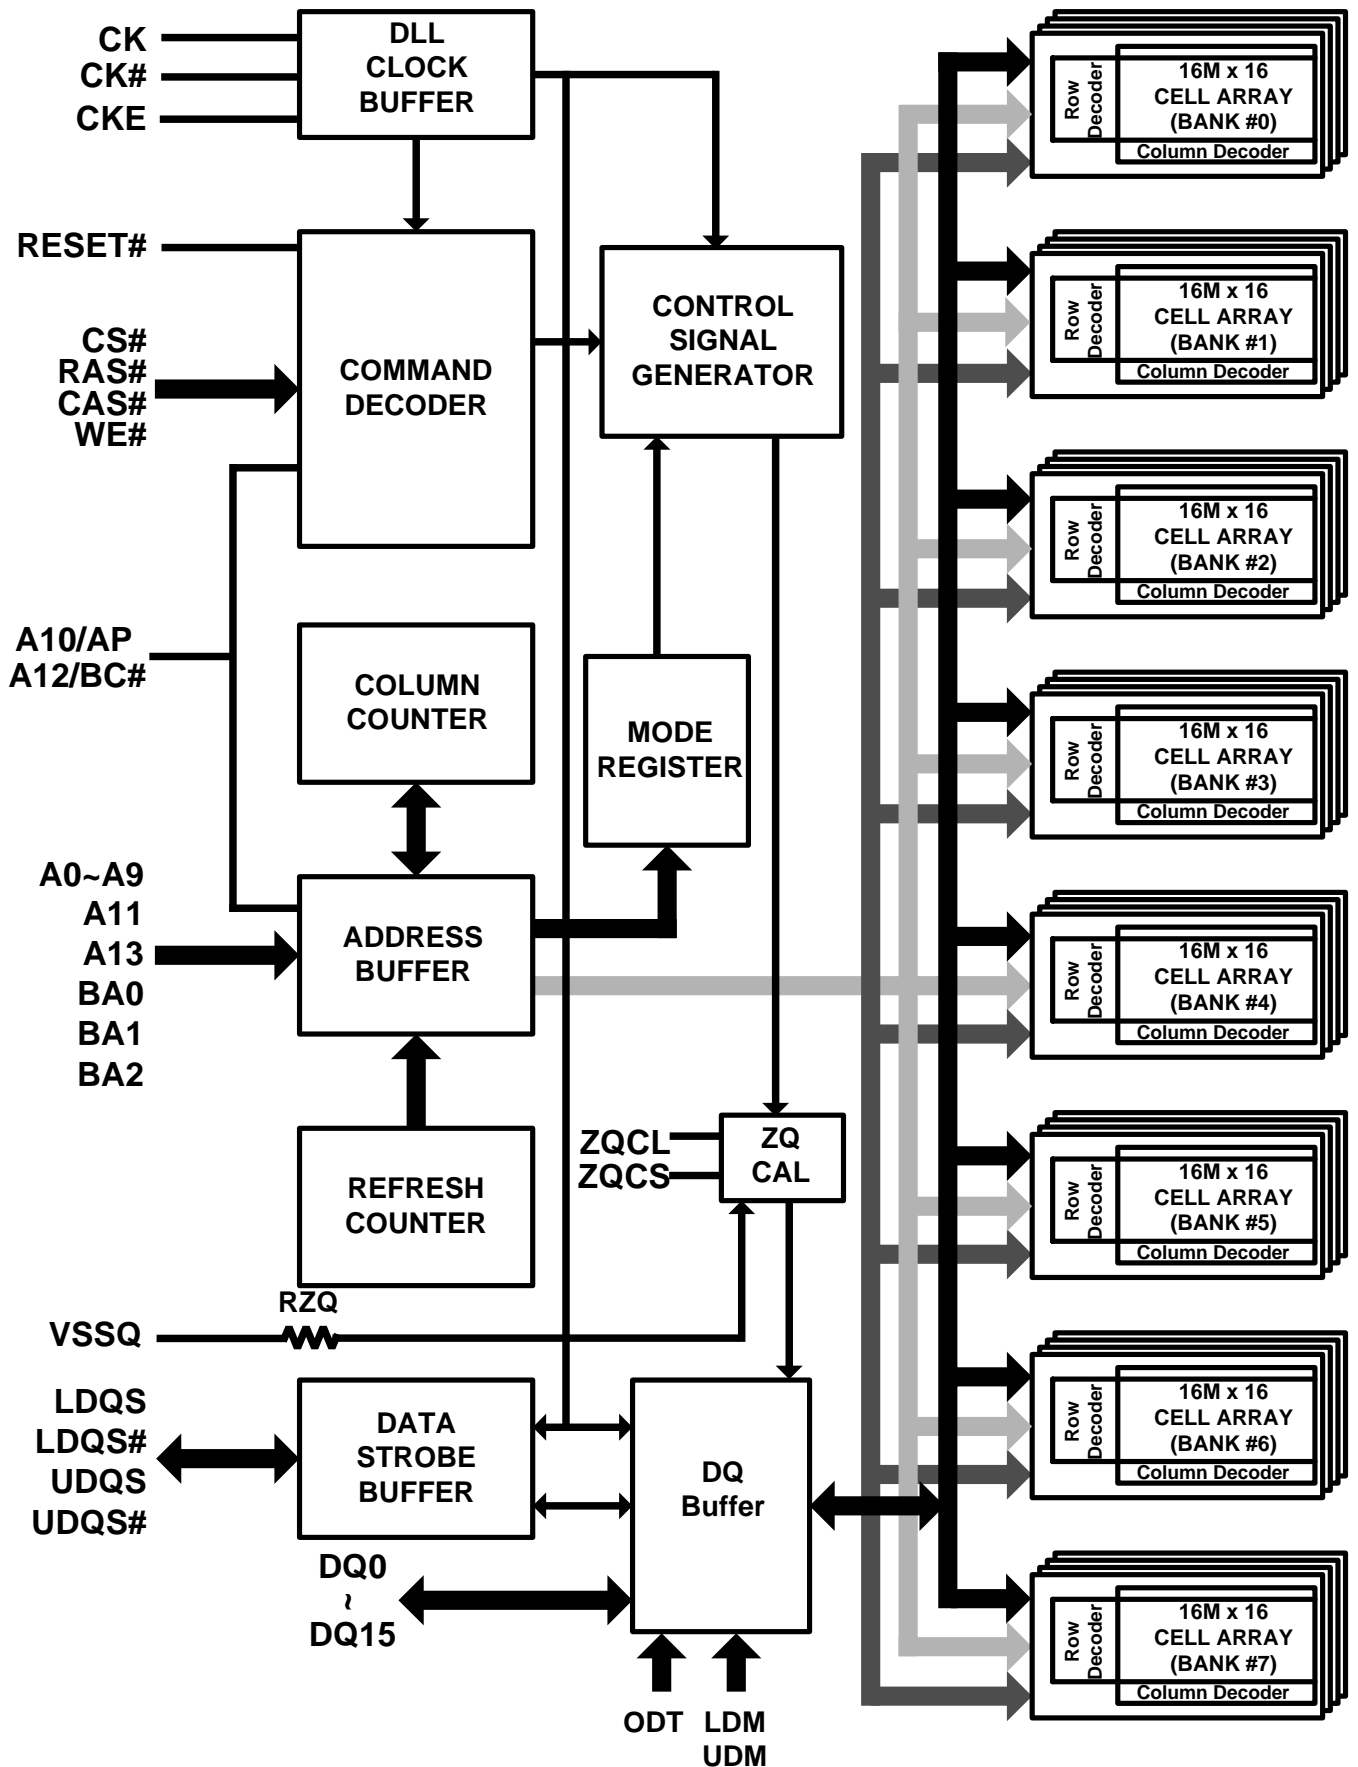 CK
CK#
CKE
DLL
CLOCK
BUFFER
RESET#
CS#
RAS#
CAS#
WE#
COMMAND
DECODER
CONTROL
SIGNAL
GENERATOR
A10/AP
A12/BC#
COLUMN
COUNTER
MODE
REGISTER
A0~A9
A11
A13
BA0
BA1
BA2
ADDRESS
BUFFER
REFRESH
COUNTER
ZQCL
ZQCS
ZQ
CAL
RZQ
VSSQ
LDQS
LDQS#
UDQS
UDQS#
DATA
STROBE
BUFFER
DQ
Buffer
DQ0
~
DQ15
ODT
LDM
UDM
Row
Decoder
16M x 16
CELL ARRAY
(BANK #0)
Column Decoder
Row
Decoder
16M x 16
CELL ARRAY
(BANK #1)
Column Decoder
Row
Decoder
16M x 16
CELL ARRAY
(BANK #2)
Column Decoder
Row
Decoder
16M x 16
CELL ARRAY
(BANK #3)
Column Decoder
Row
Decoder
16M x 16
CELL ARRAY
(BANK #4)
Column Decoder
Row
Decoder
16M x 16
CELL ARRAY
(BANK #5)
Column Decoder
Row
Decoder
16M x 16
CELL ARRAY
(BANK #6)
Column Decoder
Row
Decoder
16M x 16
CELL ARRAY
(BANK #7)
Column Decoder